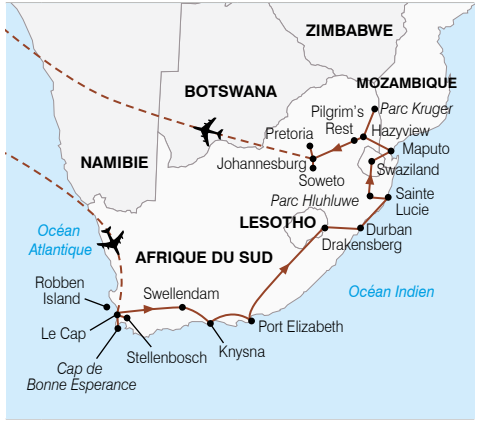 ZIMBABWE
MOZAMBIQUE
BOTSWANA
Parc Kruger
Pilgrim's
Rest
Hazyview
Pretoria
Maputo
NAMIBIE
Johannesburg
Swaziland
Soweto
Parc Hluhluwe
Sainte
Lucie
LESOTHO
Durban
Océan
Atlantique
Drakensberg
AFRIQUE DU SUD
Robben
Island
Swellendam
Océan Indien
Le Cap
Port Elizabeth
Stellenbosch
Knysna
Cap de
Bonne Esperance